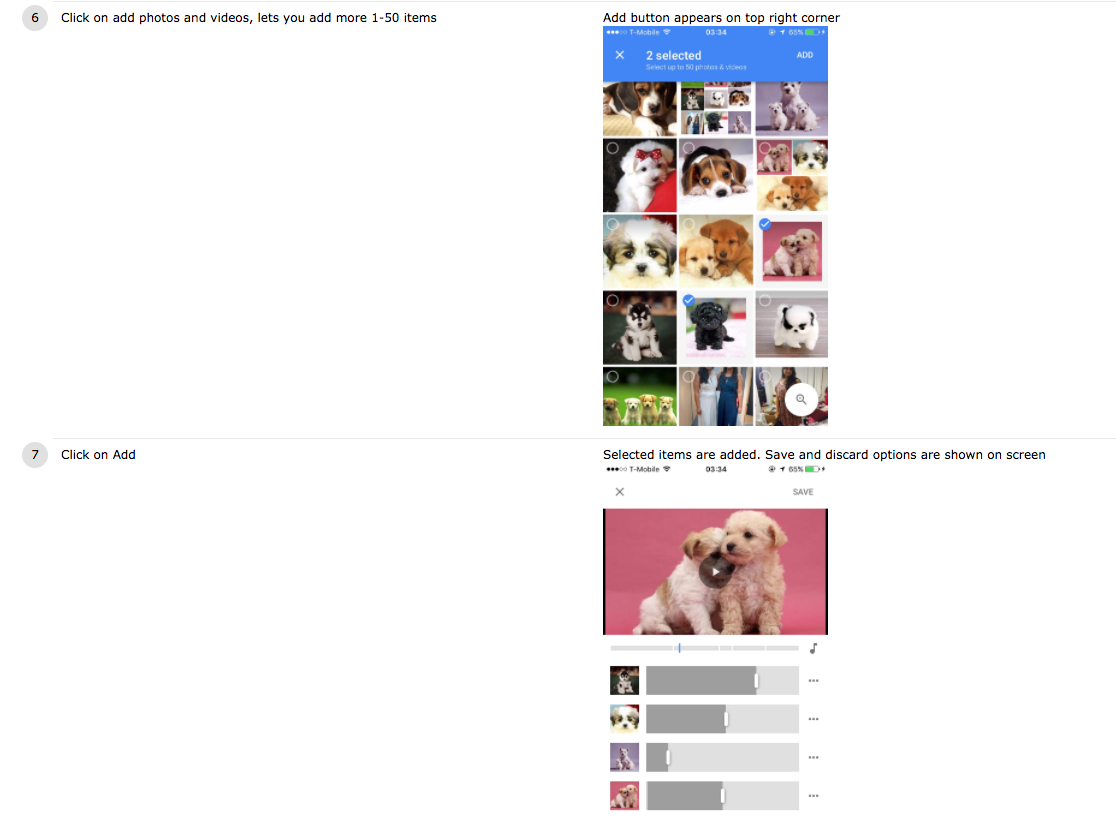 6 Click on add photos and videos, lets you add more 1-50 items
Add button appears on top right corner
T-Mobile 03:34 65%
2 selected ADD
Select up to 50 photos & videos
7 Click on Add
Selected items are added. Save and discard options are shown on screen
T-Mobile 03:34 65%
SAVE